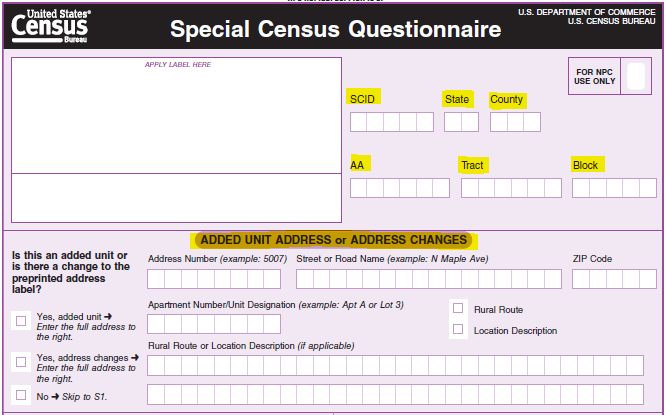 United States®
Census
Bureau
Special Census Questionnaire
U.S. DEPARTMENT OF COMMERCE
U.S. CENSUS BUREAU
APPLY LABEL HERE
FOR NPC
USE ONLY
SCID
State
County
AA
Tract
Block
ADDED UNIT ADDRESS or ADDRESS CHANGES
Is this an added unit or
is there a change to the
preprinted address
label?
Yes, added unit ➜
Enter the full address to
the right.
Yes, address changes ➜
Enter the full address to
the right.
No ➜ Skip to S1.
Address Number (example: 5007)
Street or Road Name (example: N Maple Ave)
ZIP Code
Apartment Number/Unit Designation (example: Apt A or Lot 3)
Rural Route
Location Description
Rural Route or Location Description (if applicable)